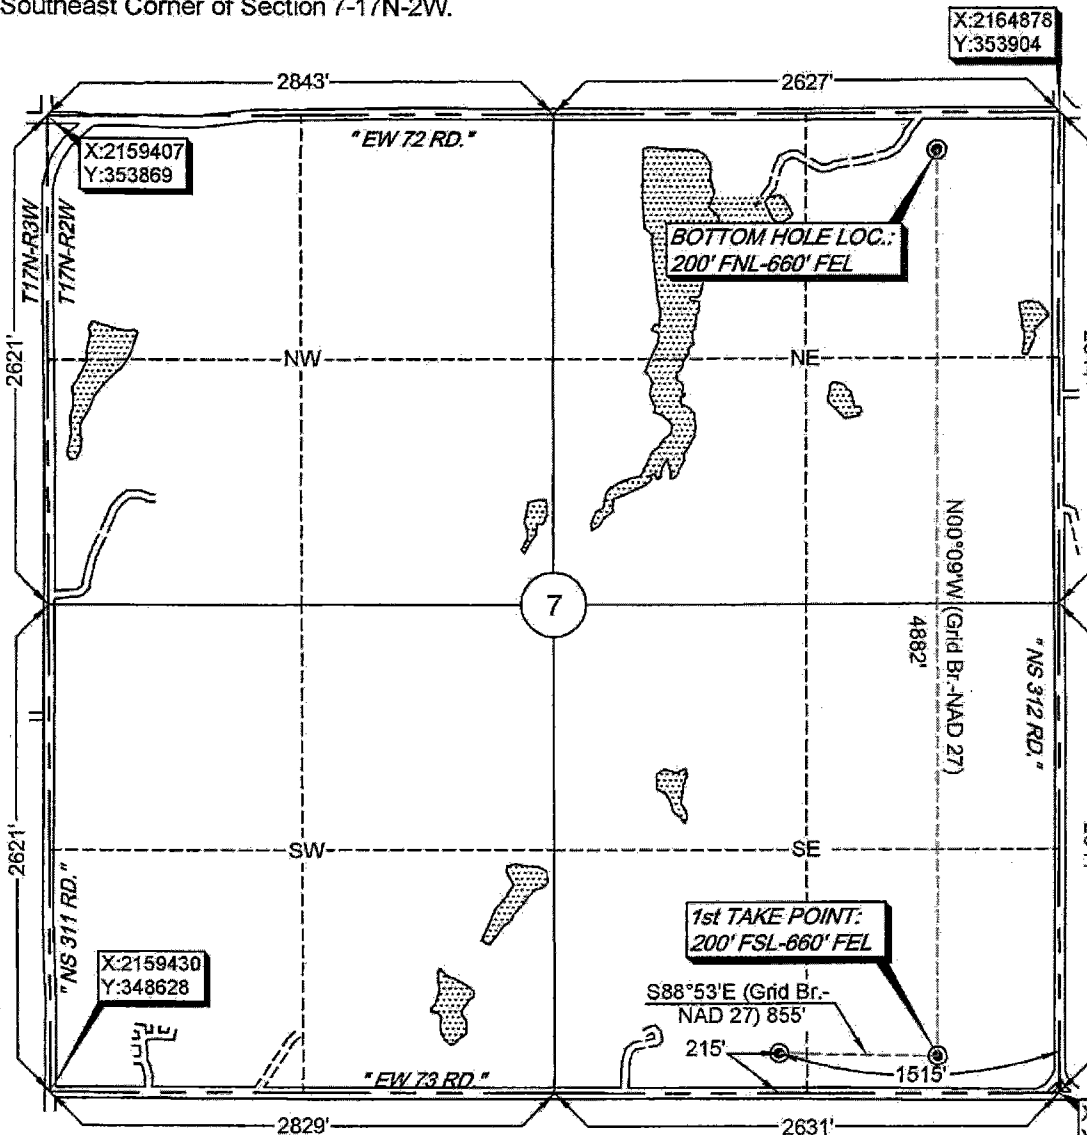 Southeast Corner of Section 7-17N-2W.
X:2164878
Y:353904
2843'
2627'
"EW 72 RD."
X:2159407
Y:353869
T17N-R3W
T17N-R2W
BOTTOM HOLE LOC.:
200' FNL-660' FEL
2621'
NW
NE
7
N00°09'W (Grid Br.-NAD 27)
4882'
"NS 312 RD."
2621'
SW
SE
"NS 311 RD."
1st TAKE POINT:
200' FSL-660' FEL
X:2159430
Y:348628
S88°53'E (Grid Br.-
NAD 27) 855'
215'
1515'
"EW 73 RD."
2829'
2631'